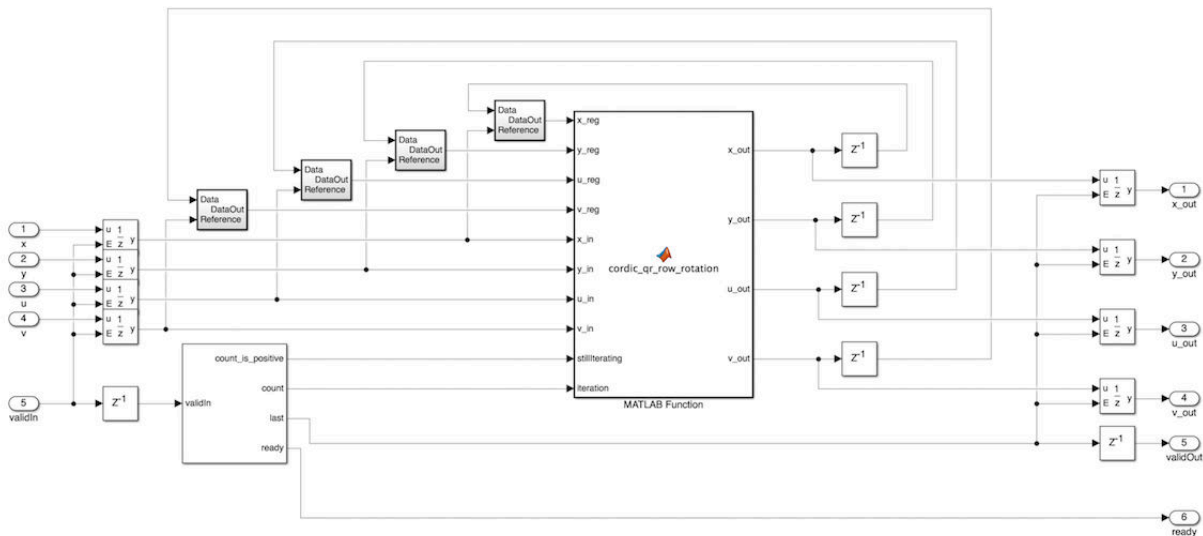 Data
DataOut
Reference
Data
DataOut
Reference
Data
DataOut
Reference
Data
DataOut
Reference
x_reg
y_reg
u_reg
v_reg
x_in
y_in
u_in
v_in
stillIterating
iteration
cordic_qr_row_rotation
x_out
y_out
u_out
v_out
MATLAB Function
Z-1
Z-1
Z-1
Z-1
1
x
2
y
3
u
4
v
5
validIn
u 1 y
E z
u 1 y
E z
u 1 y
E z
u 1 y
E z
Z-1
validIn
count_is_positive
count
last
ready
u 1 y
E z
1
x_out
u 1 y
E z
2
y_out
u 1 y
E z
3
u_out
u 1 y
E z
4
v_out
Z-1
5
validOut
6
ready